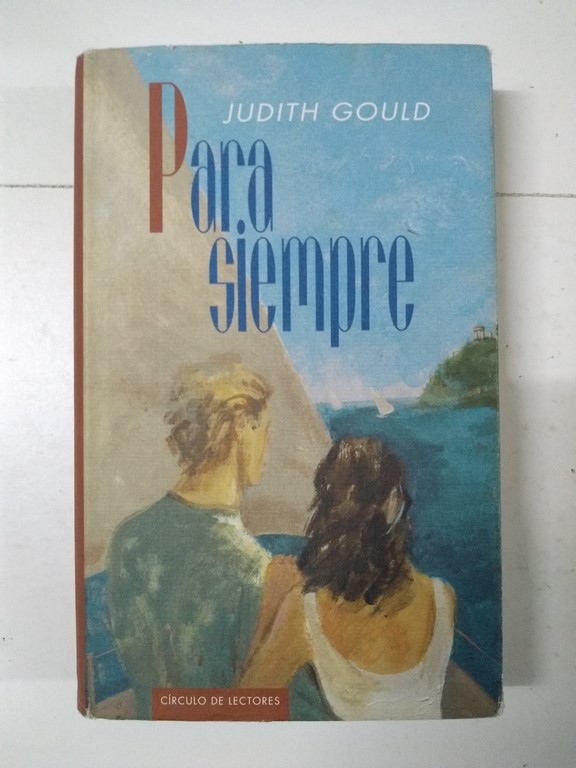 JUDITH GOULD
Para
siempre
CÍRCULO DE LECTORES